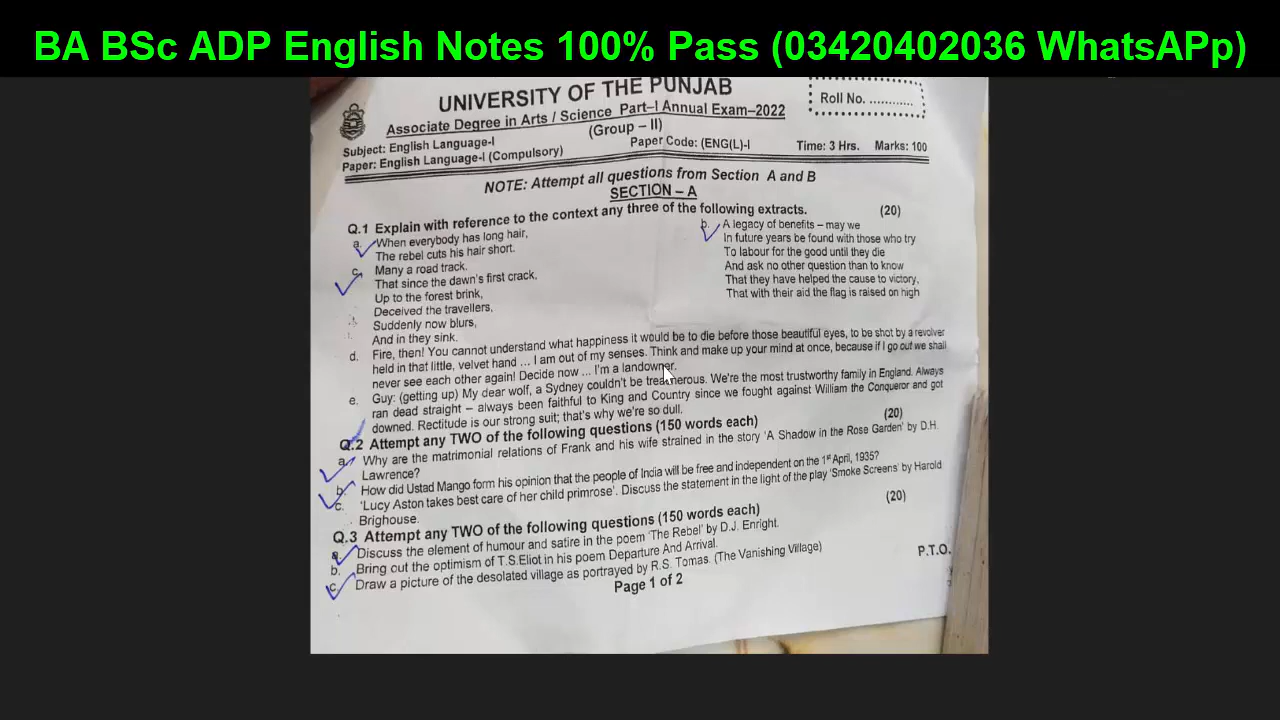 BA BSc ADP English Notes 100% Pass (03420402036 WhatsAPp)
UNIVERSITY OF THE PUNJAB
Roll No. ............
Associate Degree in Arts / Science Part–I Annual Exam–2022
(Group – II)
Subject: English Language-I
Paper: English Language-I (Compulsory)
Paper Code: (ENG(L)-I
Time: 3 Hrs. Marks: 100
NOTE: Attempt all questions from Section A and B
SECTION – A
Q.1 Explain with reference to the context any three of the following extracts. (20)
a. When everybody has long hair,
The rebel cuts his hair short.
b. A legacy of benefits – may we
In future years be found with those who try
To labour for the good until they die
And ask no other question than to know
That they have helped the cause to victory,
That with their aid the flag is raised on high
c. Many a road track.
That since the dawn's first crack.
Up to the forest brink,
Deceived the travellers,
Suddenly now blurs,
And in they sink.
d. Fire, then! You cannot understand what happiness it would be to die before those beautiful eyes, to be shot by a revolver
held in that little, velvet hand ... I am out of my senses. Think and make up your mind at once, because if I go out we shall
never see each other again! Decide now ... I'm a landowner.
e. Guy: (getting up) My dear wolf, a Sydney couldn't be treacherous. We're the most trustworthy family in England. Always
ran dead straight – always been faithful to King and Country since we fought against William the Conqueror and got
downed. Rectitude is our strong suit; that's why we're so dull.
Q.2 Attempt any TWO of the following questions (150 words each) (20)
a. Why are the matrimonial relations of Frank and his wife strained in the story 'A Shadow in the Rose Garden' by D.H.
Lawrence?
b. How did Ustad Mango form his opinion that the people of India will be free and independent on the 1st April, 1935?
c. 'Lucy Aston takes best care of her child primrose'. Discuss the statement in the light of the play 'Smoke Screens' by Harold
Brighouse.
Q.3 Attempt any TWO of the following questions (150 words each) (20)
a. Discuss the element of humour and satire in the poem 'The Rebel' by D.J. Enright.
b. Bring out the optimism of T.S.Eliot in his poem Departure And Arrival.
c. Draw a picture of the desolated village as portrayed by R.S. Tomas. (The Vanishing Village)
P.T.O.
Page 1 of 2